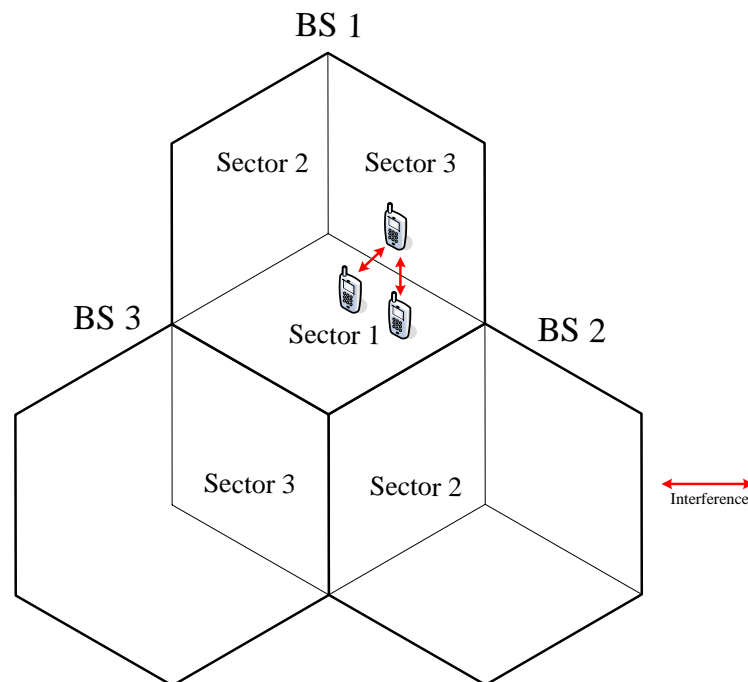 BS 1
Sector 2
Sector 3
BS 3
Sector 1
BS 2
Sector 3
Sector 2
Interference